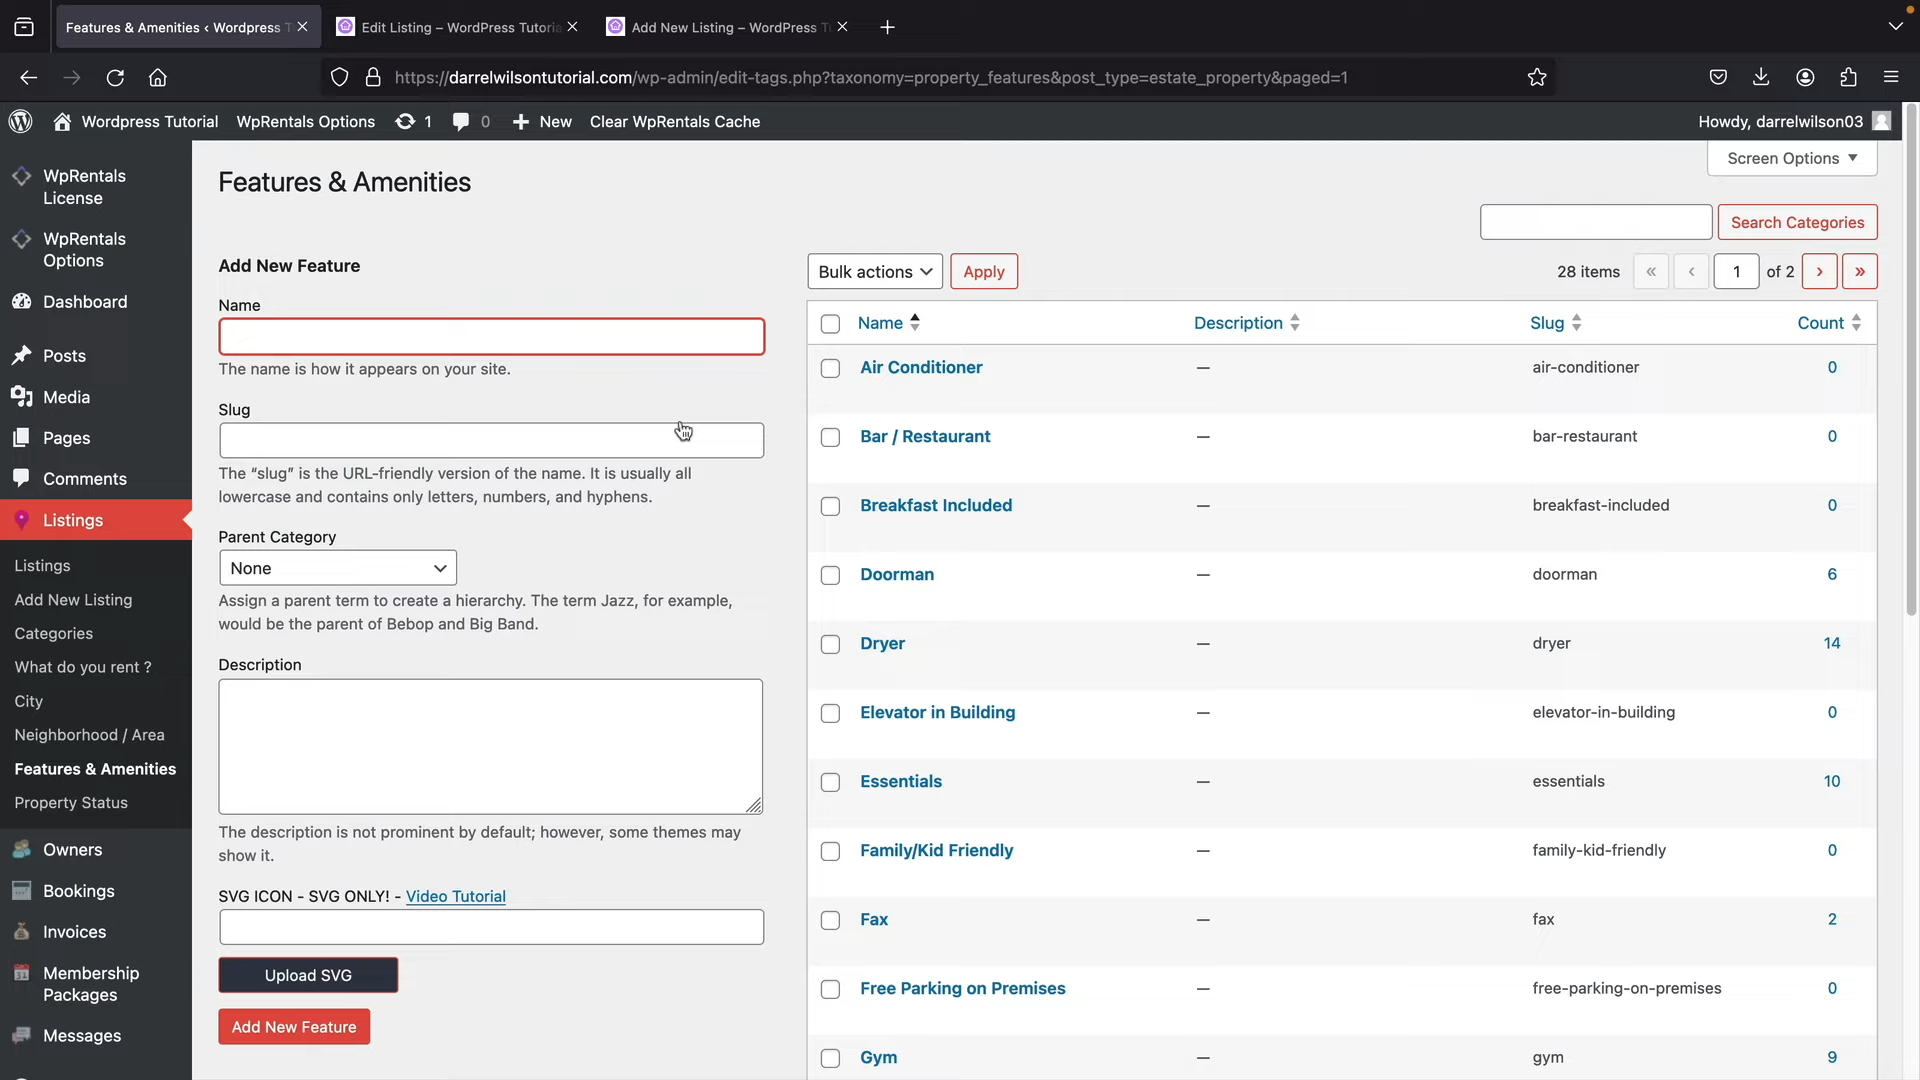 Features & Amenities ‹ Wordpress T
Edit Listing – WordPress Tutoria
Add New Listing – WordPress T
https://darrelwilsontutorial.com/wp-admin/edit-tags.php?taxonomy=property_features&post_type=estate_property&paged=1
Wordpress Tutorial WpRentals Options 1 0 + New Clear WpRentals Cache Howdy, darrelwilson03
WpRentals
License
WpRentals
Options
Dashboard
Posts
Media
Pages
Comments
Listings
Listings
Add New Listing
Categories
What do you rent ?
City
Neighborhood / Area
Features & Amenities
Property Status
Owners
Bookings
Invoices
Membership
Packages
Messages
Features & Amenities
Screen Options
Search Categories
Add New Feature
Name
The name is how it appears on your site.
Slug
The “slug” is the URL-friendly version of the name. It is usually all
lowercase and contains only letters, numbers, and hyphens.
Parent Category
None
Assign a parent term to create a hierarchy. The term Jazz, for example,
would be the parent of Bebop and Big Band.
Description
The description is not prominent by default; however, some themes may
show it.
SVG ICON - SVG ONLY! - Video Tutorial
Upload SVG
Add New Feature
Bulk actions Apply 28 items « ‹ 1 of 2 › »
Name Description Slug Count
Air Conditioner — air-conditioner 0
Bar / Restaurant — bar-restaurant 0
Breakfast Included — breakfast-included 0
Doorman — doorman 6
Dryer — dryer 14
Elevator in Building — elevator-in-building 0
Essentials — essentials 10
Family/Kid Friendly — family-kid-friendly 0
Fax — fax 2
Free Parking on Premises — free-parking-on-premises 0
Gym — gym 9